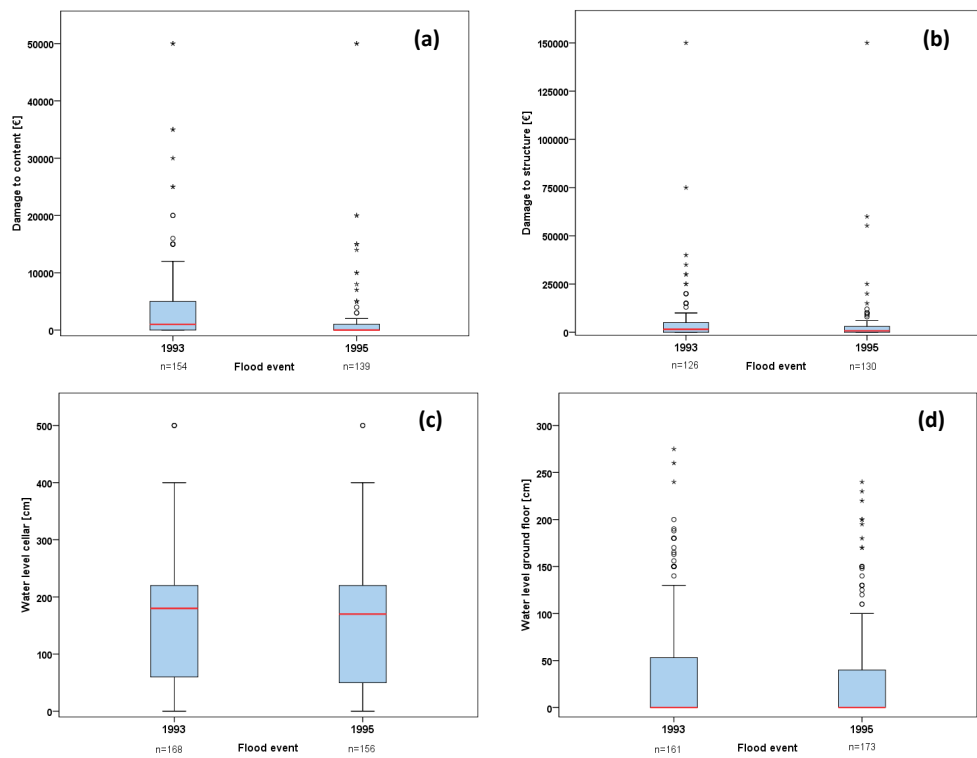 (a)
Damage to content [€]
50000
40000
30000
20000
10000
0
1993
1995
n=154
Flood event
n=139
(b)
Damage to structure [€]
150000
125000
100000
75000
50000
25000
0
1993
1995
n=126
Flood event
n=130
(c)
Water level cellar [cm]
500
400
300
200
100
0
1993
1995
n=168
Flood event
n=156
(d)
Water level ground floor [cm]
300
250
200
150
100
50
0
1993
1995
n=161
Flood event
n=173